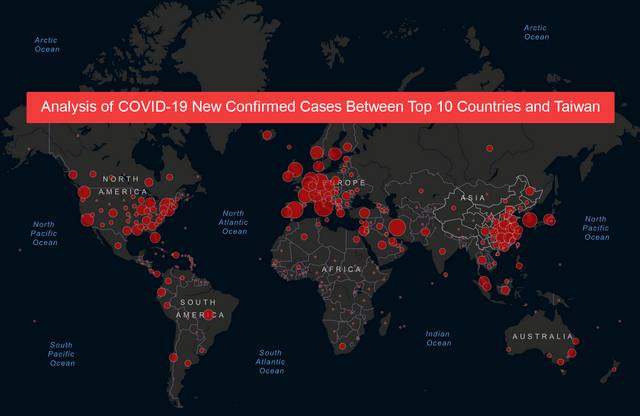 Arctic
Ocean
Arctic
Ocean
Analysis of COVID-19 New Confirmed Cases Between Top 10 Countries and Taiwan
NORTH
AMERICA
EUROPE
ASIA
North
Pacific
Ocean
North
Atlantic
Ocean
North
Pacific
Ocean
AFRICA
SOUTH
AMERICA
Indian
Ocean
AUSTRALIA
South
Pacific
Ocean
South
Atlantic
Ocean